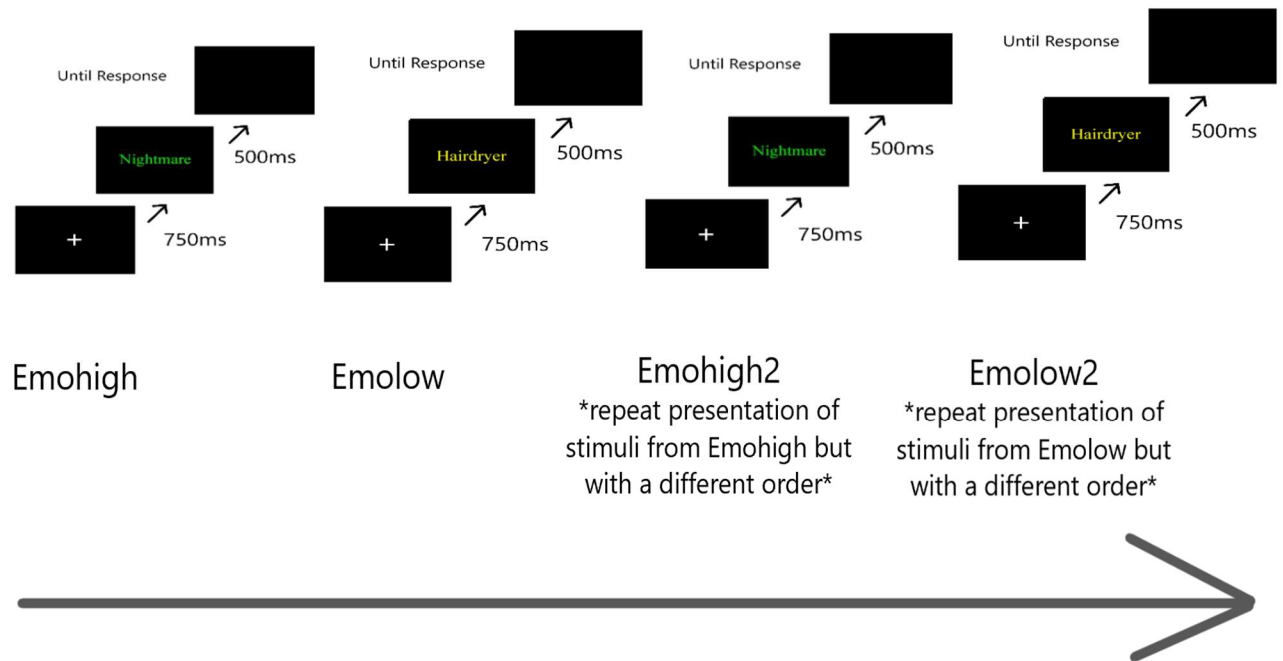 Until Response
Nightmare
500ms
+
750ms
Until Response
Hairdryer
500ms
+
750ms
Until Response
Nightmare
500ms
+
750ms
Until Response
Hairdryer
500ms
+
750ms
Emohigh
Emolow
Emohigh2
*repeat presentation of
stimuli from Emohigh but
with a different order*
Emolow2
*repeat presentation of
stimuli from Emolow but
with a different order*